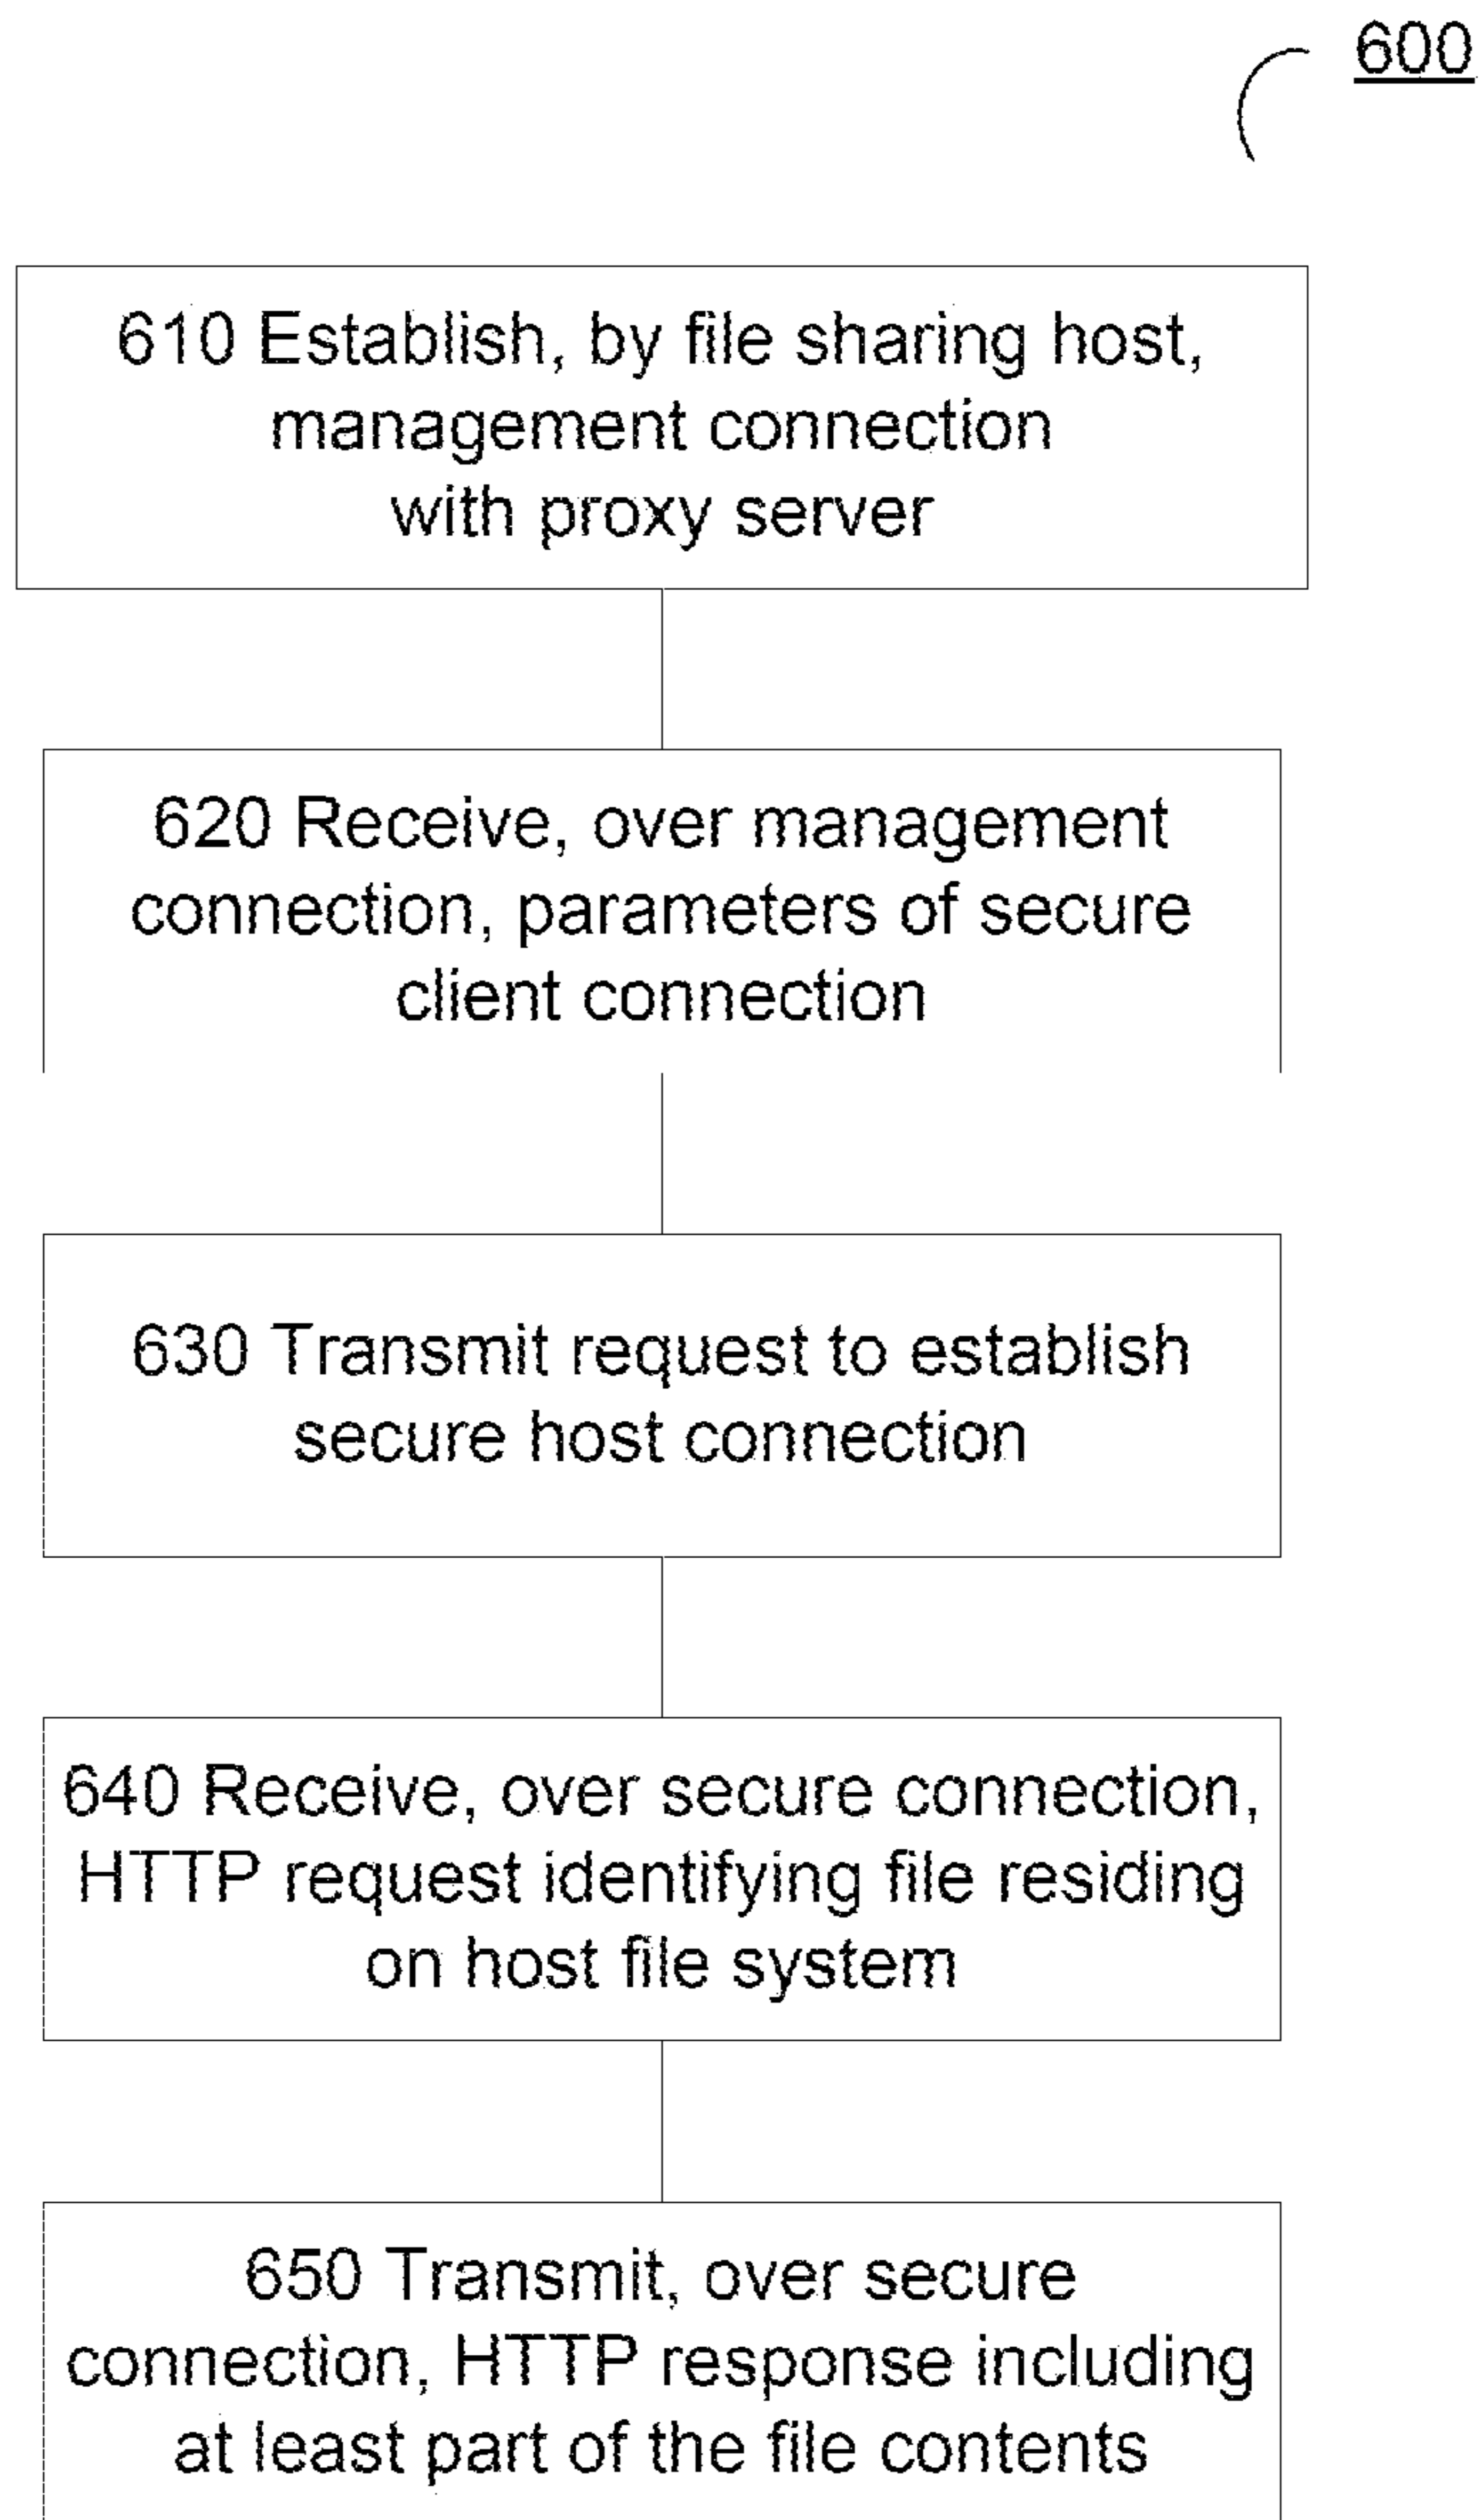 600
610 Establish, by file sharing host,
management connection
with proxy server
620 Receive, over management
connection, parameters of secure
client connection
630 Transmit request to establish
secure host connection
640 Receive, over secure connection,
HTTP request identifying file residing
on host file system
650 Transmit, over secure
connection, HTTP response including
at least part of the file contents